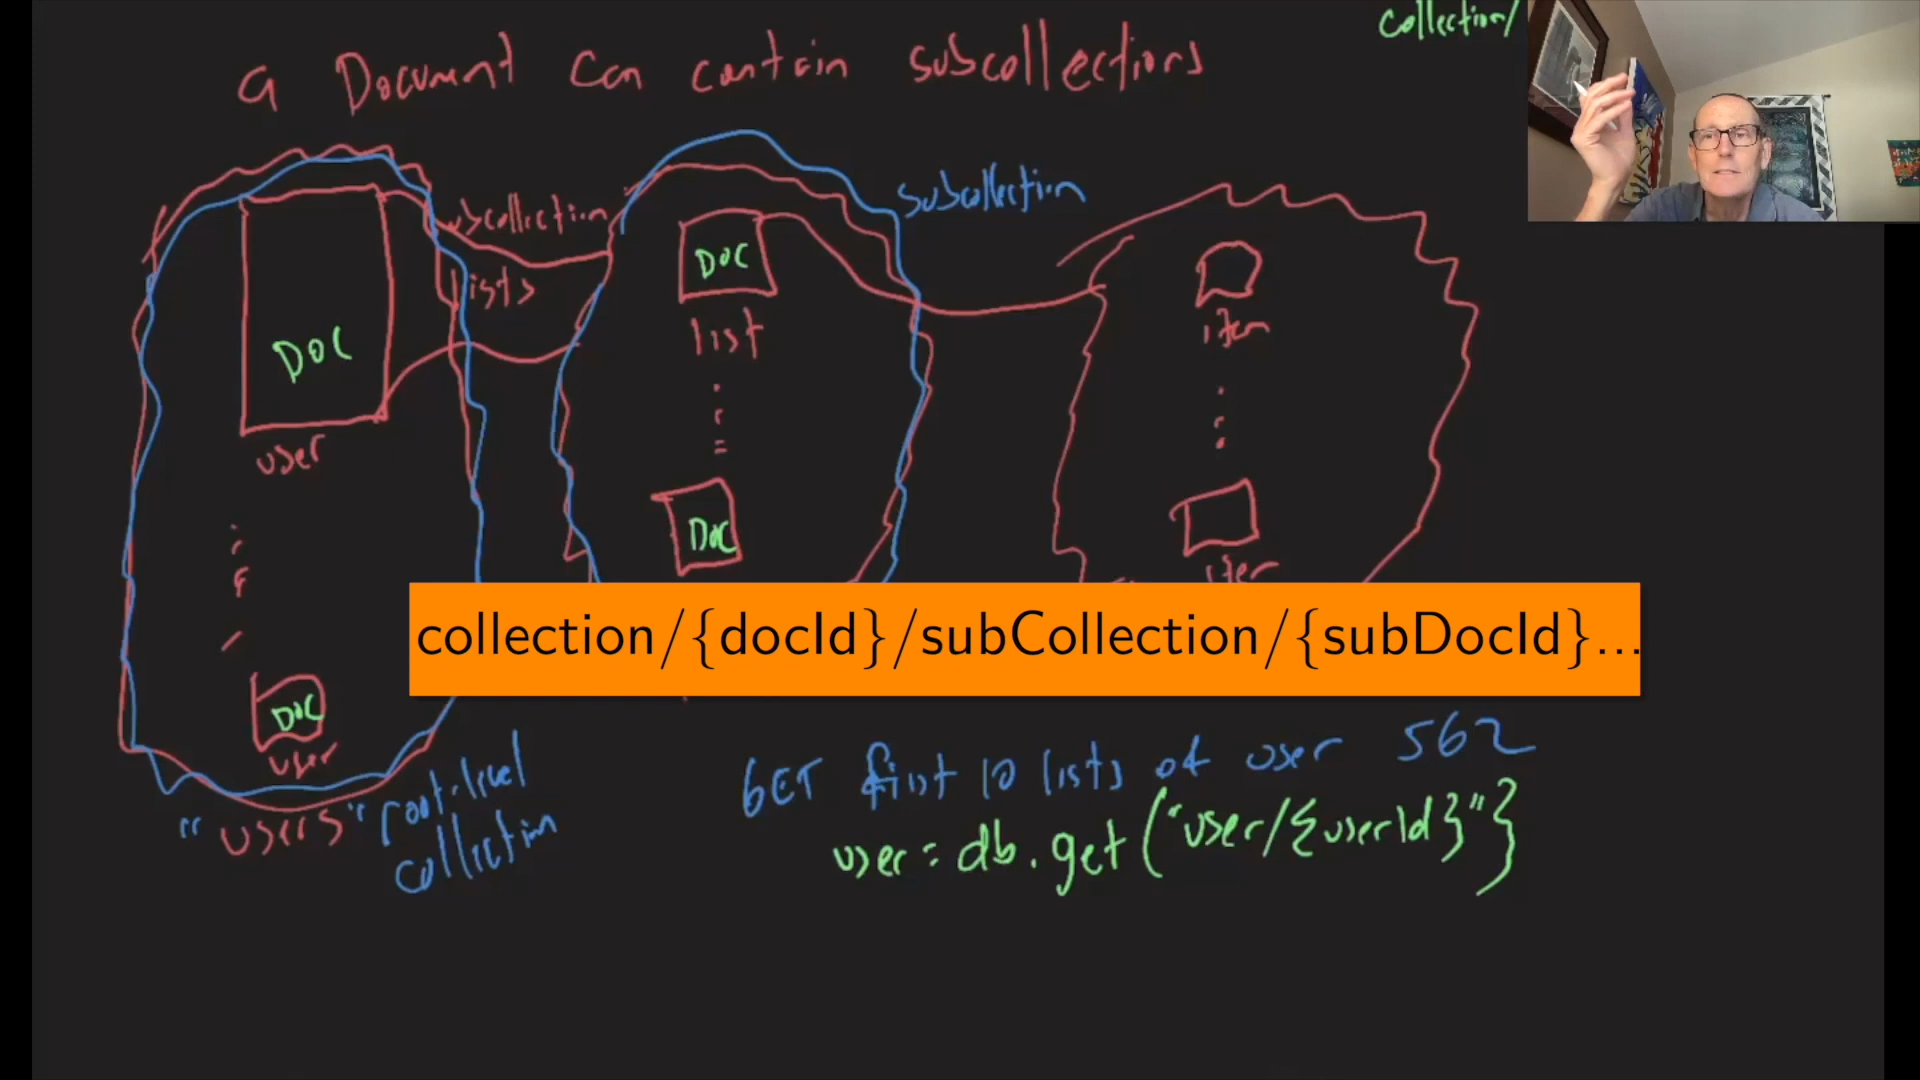 collection/
a Document can contain subcollections
subcollection
subcollection
lists
DOC
DOC
list
item
user
DOC
item
collection/{docId}/subCollection/{subDocId}...
DOC
user
"users" root-level
collection
GET first 10 lists of user 562
user = db.get("user/{userId}"}